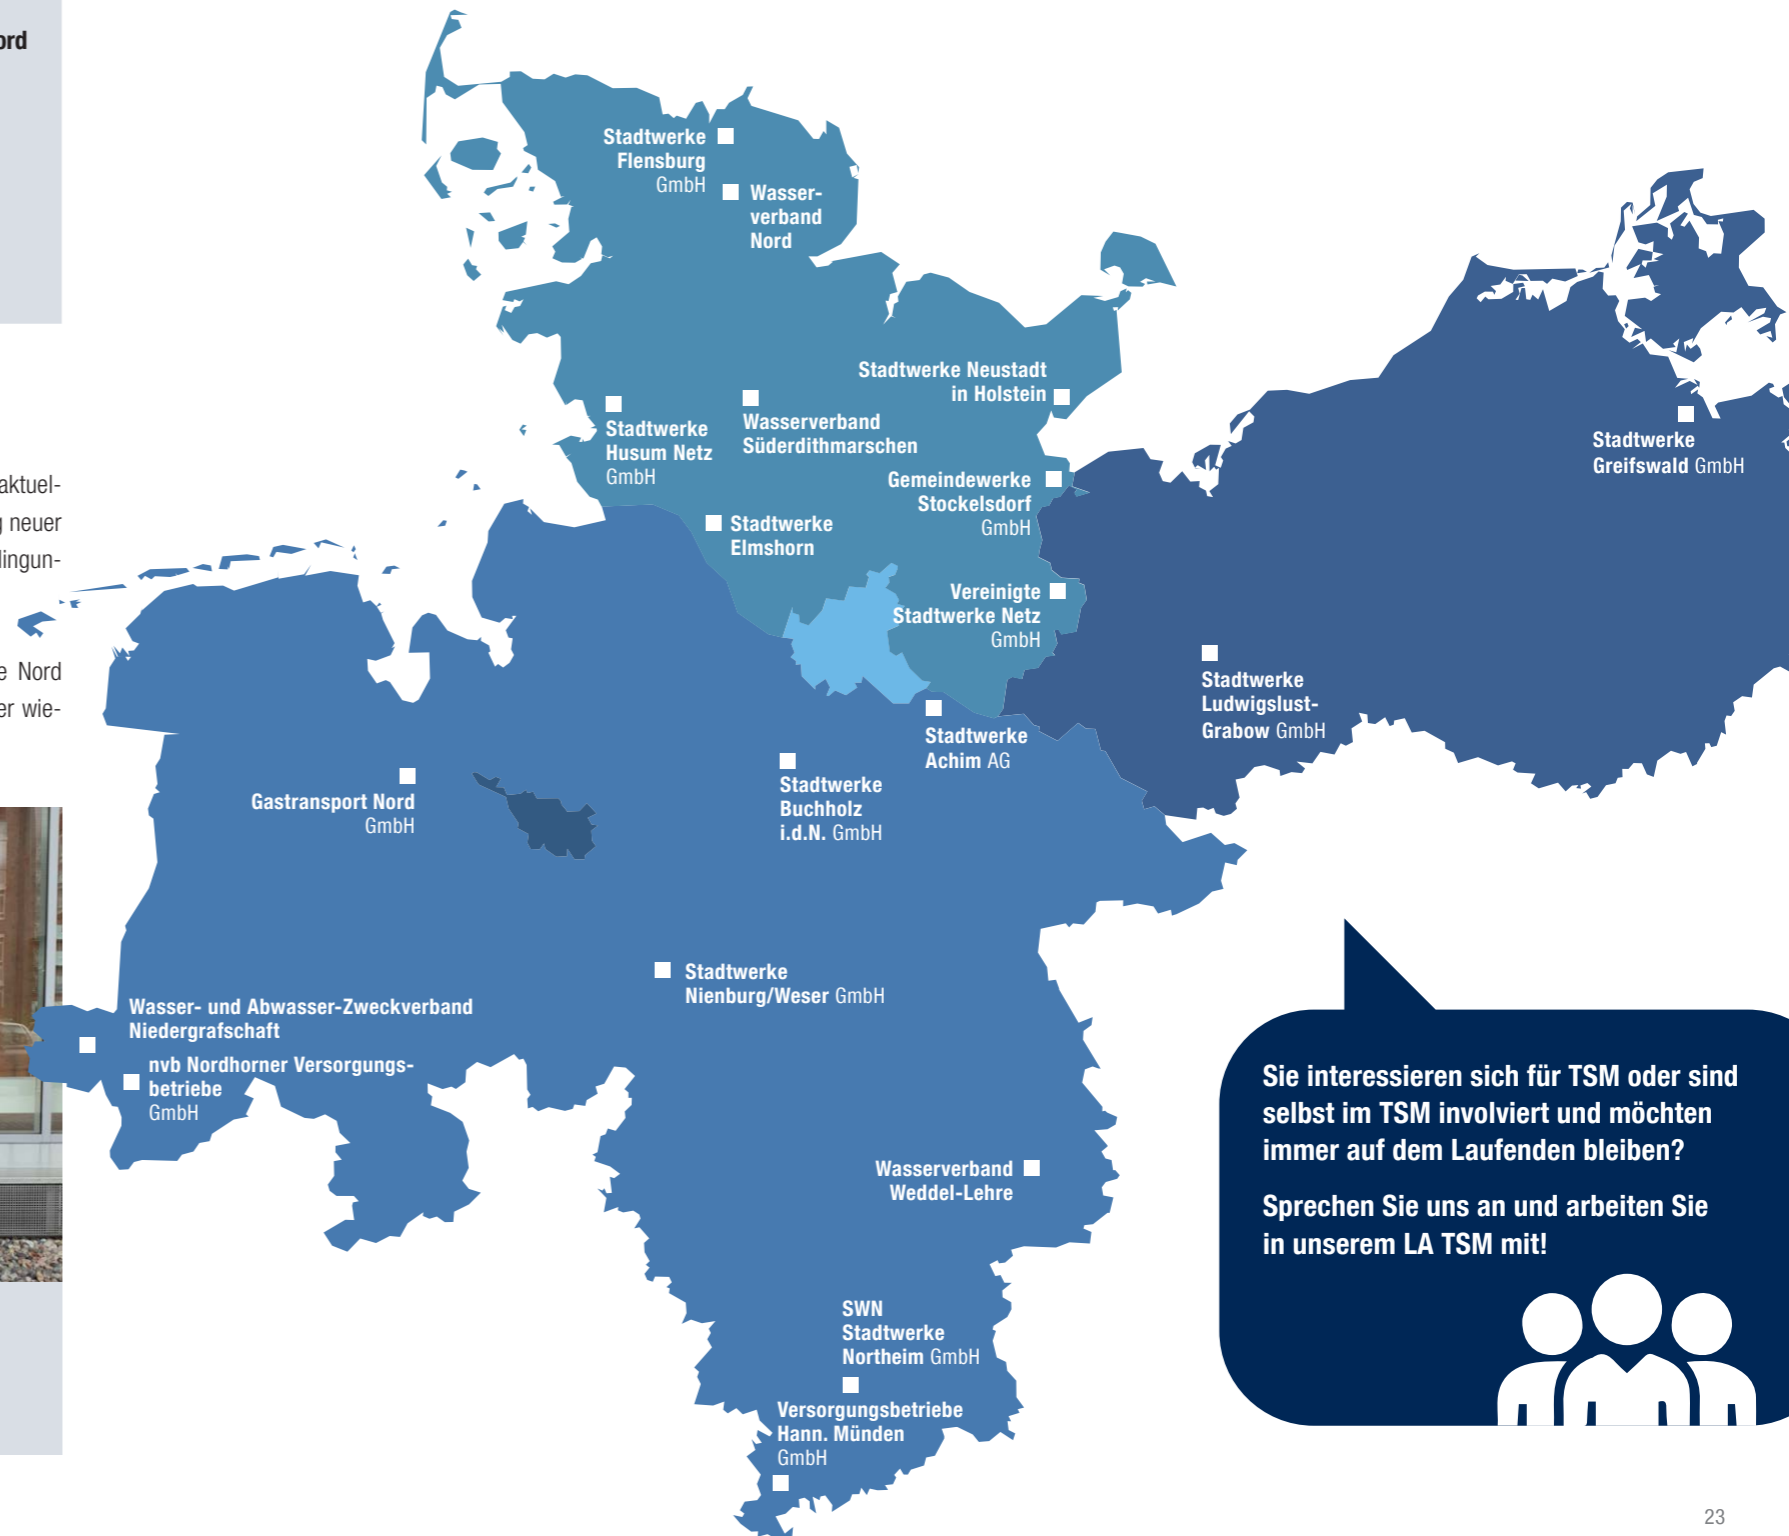 ord
aktuel-
g neuer
dingun-
e Nord
er wie-
Stadtwerke
Flensburg
GmbH
Wasser-
verband
Nord
Stadtwerke Neustadt
in Holstein
Stadtwerke
Husum Netz
GmbH
Wasserverband
Süderdithmarschen
Gemeindewerke
Stockelsdorf
GmbH
Stadtwerke
Elmshorn
Vereinigte
Stadtwerke Netz
GmbH
Stadtwerke
Greifswald GmbH
Stadtwerke
Ludwigslust-
Grabow GmbH
Stadtwerke
Achim AG
Stadtwerke
Buchholz
i.d.N. GmbH
Gastransport Nord
GmbH
Stadtwerke
Nienburg/Weser GmbH
Wasser- und Abwasser-Zweckverband
Niedergrafschaft
nvb Nordhorner Versorgungs-
betriebe
GmbH
Wasserverband
Weddel-Lehre
SWN
Stadtwerke
Northeim GmbH
Versorgungsbetriebe
Hann. Münden
GmbH
Sie interessieren sich für TSM oder sind
selbst im TSM involviert und möchten
immer auf dem Laufenden bleiben?
Sprechen Sie uns an und arbeiten Sie
in unserem LA TSM mit!
23